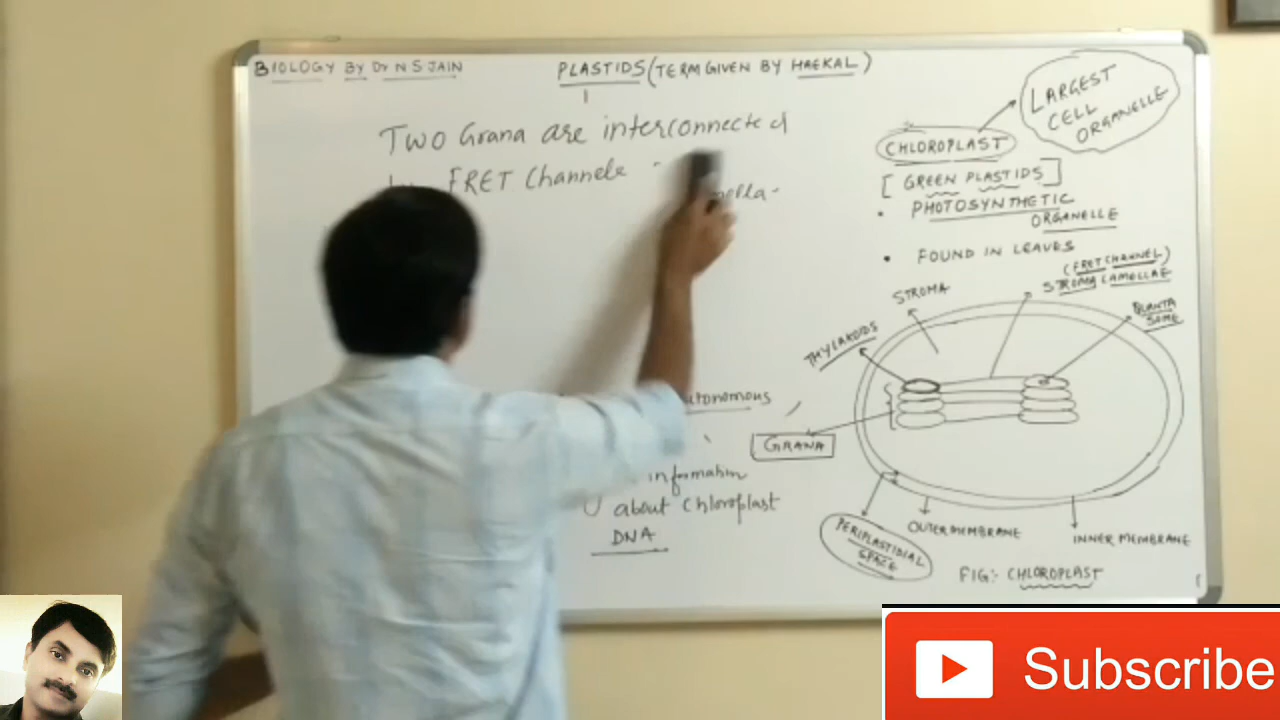 BIOLOGY BY Dr N S JAIN
PLASTIDS (TERM GIVEN BY HAEKAL)
Two Grana are interconnected
FRET Channels
information
about Chloroplast
DNA
LARGEST
CELL
ORGANELLE
CHLOROPLAST
[GREEN PLASTIDS]
• PHOTOSYNTHETIC
ORGANELLE
• FOUND IN LEAVES
(FRET CHANNEL)
STROMA LAMELLAE
STROMA
QUANTA
SOME
THYLAKOIDS
GRANA
PERIPLASTIDIAL
SPACE
OUTER MEMBRANE
INNER MEMBRANE
FIG:- CHLOROPLAST
Subscribe